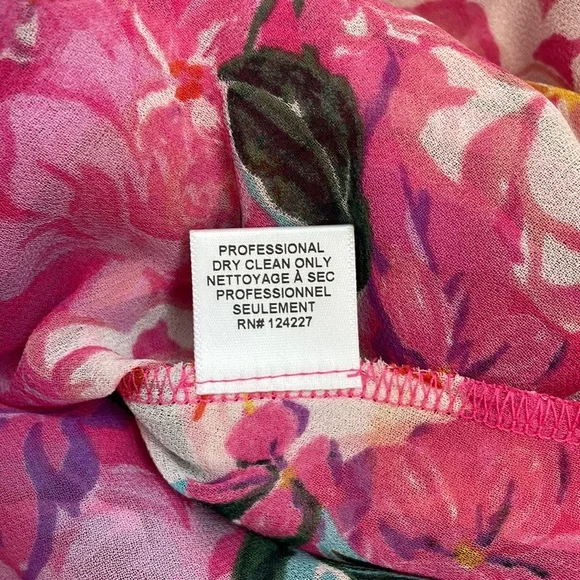 PROFESSIONAL
DRY CLEAN ONLY
NETTOYAGE À SEC
PROFESSIONNEL
SEULEMENT
RN# 124227